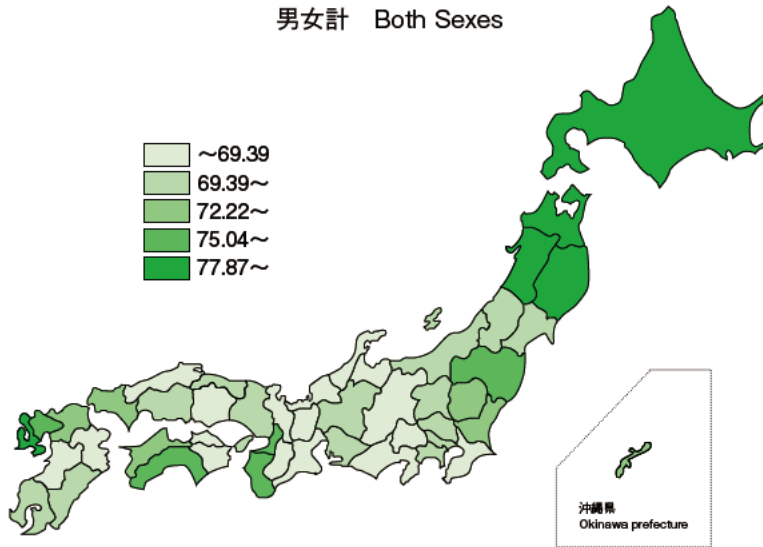 男女計 Both Sexes
～69.39
69.39～
72.22～
75.04～
77.87～
沖縄県
Okinawa prefecture